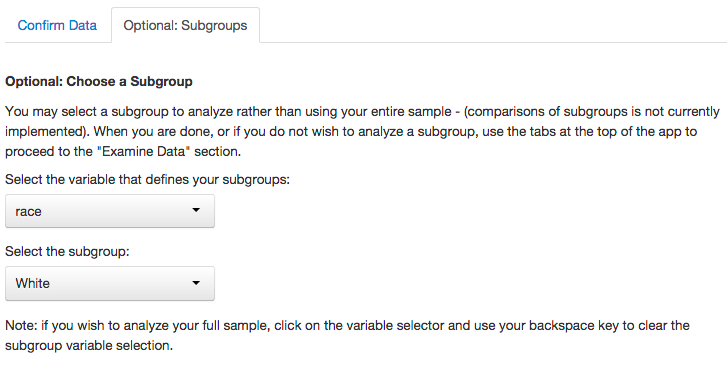 Confirm Data
Optional: Subgroups
Optional: Choose a Subgroup
You may select a subgroup to analyze rather than using your entire sample - (comparisons of subgroups is not currently
implemented). When you are done, or if you do not wish to analyze a subgroup, use the tabs at the top of the app to
proceed to the "Examine Data" section.
Select the variable that defines your subgroups:
race
Select the subgroup:
White
Note: if you wish to analyze your full sample, click on the variable selector and use your backspace key to clear the
subgroup variable selection.